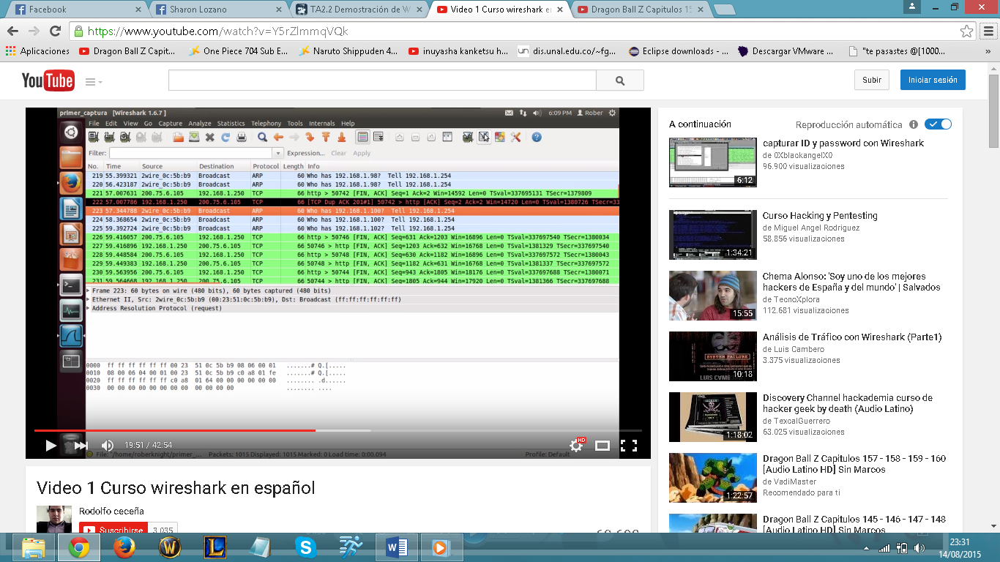 Facebook
Sharon Lozano
TA2.2 Demostración de W
Video 1 Curso wireshark e
Dragon Ball Z Capitulos 15
https://www.youtube.com/watch?v=Y5rZlmmqVQk
Aplicaciones
Dragon Ball Z Capit...
One Piece 704 Sub E...
Naruto Shippuden 4...
inuyasha kanketsu h...
dis.unal.edu.co/~fg...
Eclipse downloads - ...
Descargar VMware ...
"te pasastes @[1000...
YouTube
Subir
Iniciar sesión
primer_captura [Wireshark 1.6.7 ]
6:09 PM
Rober
File Edit View Go Capture Analyze Statistics Telephony Tools Internals Help
Filter:
Expression... Clear Apply
No. Time Source Destination Protocol Length Info
219 55.399321 2wire_0c:5b:b9 Broadcast ARP 60 Who has 192.168.1.98? Tell 192.168.1.254
220 56.423187 2wire_0c:5b:b9 Broadcast ARP 60 Who has 192.168.1.98? Tell 192.168.1.254
221 57.007631 200.75.6.105 192.168.1.250 TCP 66 http > 50742 [FIN, ACK] Seq=1 Ack=2 Win=14592 Len=0 TSval=337695131 TSecr=1379809
222 57.007786 192.168.1.250 200.75.6.105 TCP 66 [TCP Dup ACK 201#1] 50742 > http [ACK] Seq=2 Ack=2 Win=14720 Len=0 TSval=1380726 TSecr=33
223 57.344788 2wire_0c:5b:b9 Broadcast ARP 60 Who has 192.168.1.100? Tell 192.168.1.254
224 58.368654 2wire_0c:5b:b9 Broadcast ARP 60 Who has 192.168.1.100? Tell 192.168.1.254
225 59.392724 2wire_0c:5b:b9 Broadcast ARP 60 Who has 192.168.1.102? Tell 192.168.1.254
226 59.416057 200.75.6.105 192.168.1.250 TCP 66 http > 50746 [FIN, ACK] Seq=631 Ack=1203 Win=16896 Len=0 TSval=337697540 TSecr=1380034
227 59.416896 192.168.1.250 200.75.6.105 TCP 66 50746 > http [FIN, ACK] Seq=1203 Ack=632 Win=16768 Len=0 TSval=1381329 TSecr=337697540
228 59.448584 200.75.6.105 192.168.1.250 TCP 66 http > 50748 [FIN, ACK] Seq=630 Ack=1182 Win=16896 Len=0 TSval=337697572 TSecr=1380043
229 59.449383 192.168.1.250 200.75.6.105 TCP 66 50748 > http [FIN, ACK] Seq=1182 Ack=631 Win=16768 Len=0 TSval=1381337 TSecr=337697572
230 59.563956 200.75.6.105 192.168.1.250 TCP 66 http > 50744 [FIN, ACK] Seq=943 Ack=1805 Win=18176 Len=0 TSval=337697688 TSecr=1380071
231 59.564668 192.168.1.250 200.75.6.105 TCP 66 50744 > http [FIN, ACK] Seq=1805 Ack=944 Win=17920 Len=0 TSval=1381366 TSecr=337697688
Frame 223: 60 bytes on wire (480 bits), 60 bytes captured (480 bits)
Ethernet II, Src: 2wire_0c:5b:b9 (00:23:51:0c:5b:b9), Dst: Broadcast (ff:ff:ff:ff:ff:ff)
Address Resolution Protocol (request)
0000 ff ff ff ff ff ff 00 23 51 0c 5b b9 08 06 00 01 .......# Q.[.....
0010 08 00 06 04 00 01 00 23 51 0c 5b b9 c0 a8 01 fe .......# Q.[.....
0020 ff ff ff ff ff ff c0 a8 01 64 00 00 00 00 00 00 ........ .d......
0030 00 00 00 00 00 00 00 00 00 00 00 00 ........ ....
19:51 / 42:54
HD
File: "/home/roberknight/primer_... Packets: 1015 Displayed: 1015 Marked: 0 Load time: 0:00.094
Profile: Default
Video 1 Curso wireshark en español
Rodolfo ceceña
Suscribirse
3.035
A continuación
Reproducción automática
capturar ID y password con Wireshark
de 0XblackangelX0
96.900 visualizaciones
6:12
Curso Hacking y Pentesting
de Miguel Angel Rodriguez
58.856 visualizaciones
1:34:21
Chema Alonso: 'Soy uno de los mejores
hackers de España y del mundo' | Salvados
de TecnoXplora
112.681 visualizaciones
15:55
Análisis de Tráfico con Wireshark (Parte1)
de Luis Cambero
3.375 visualizaciones
SYSTEM FAILURE
LUIS CAMBE
10:18
Discovery Channel hackademia curso de
hacker geek by death (Audio Latino)
de TexcalGuerrero
63.025 visualizaciones
1:18:02
Dragon Ball Z Capitulos 157 - 158 - 159 - 160
[Audio Latino HD] Sin Marcos
de VadiMaster
Recomendado para ti
1:22:57
Dragon Ball Z Capitulos 145 - 146 - 147 - 148
[Audio Latino HD] Sin Marcos
23:31
14/08/2015